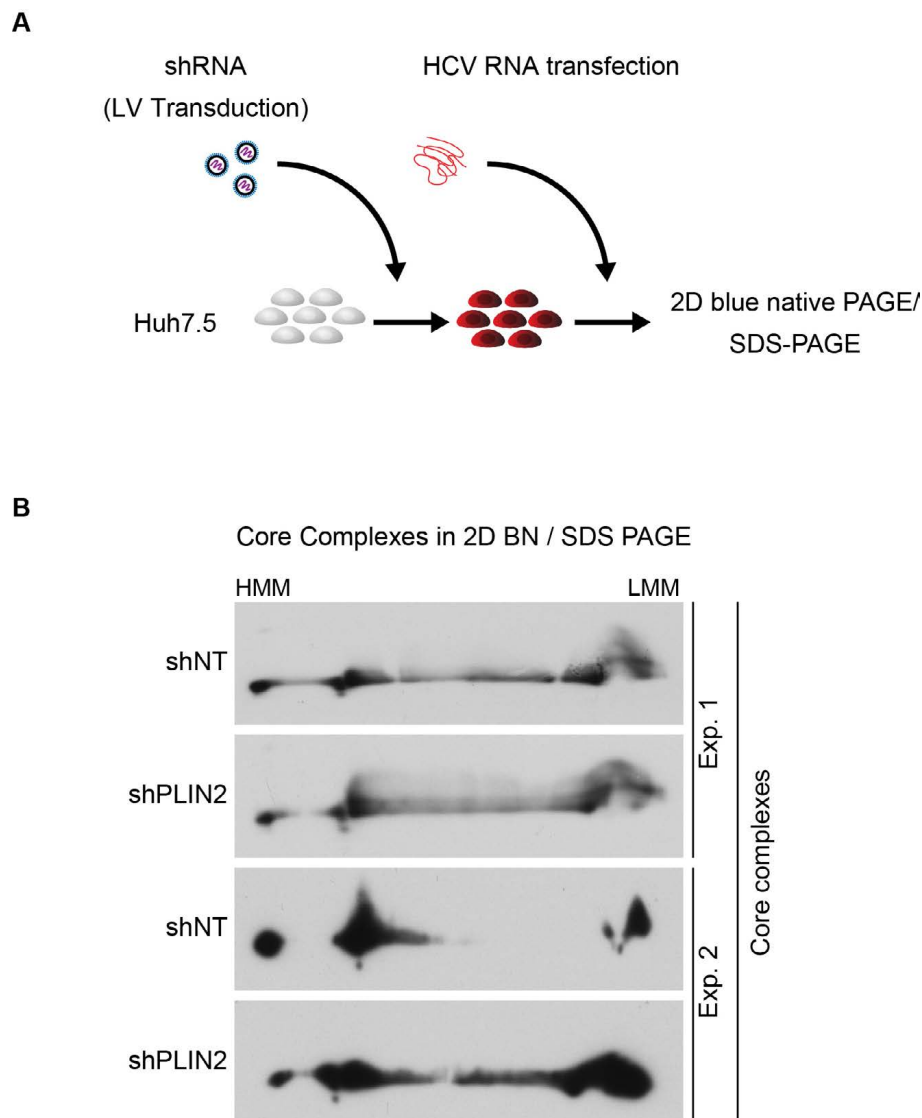 A
shRNA
(LV Transduction)
HCV RNA transfection
Huh7.5
2D blue native PAGE/
SDS-PAGE
B
Core Complexes in 2D BN / SDS PAGE
HMM
LMM
shNT
shPLIN2
Exp. 1
shNT
shPLIN2
Exp. 2
Core complexes